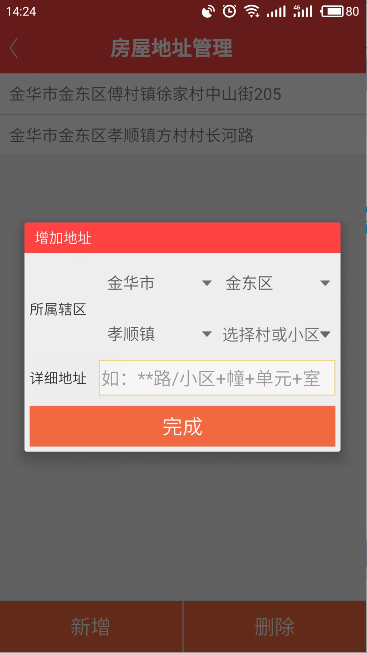 14:24
80
房屋地址管理
金华市金东区傅村镇徐家村中山街205
金华市金东区孝顺镇方村村长河路
增加地址
金华市 金东区
所属辖区
孝顺镇 选择村或小区
详细地址 如：**路/小区+幢+单元+室
完成
新增 删除